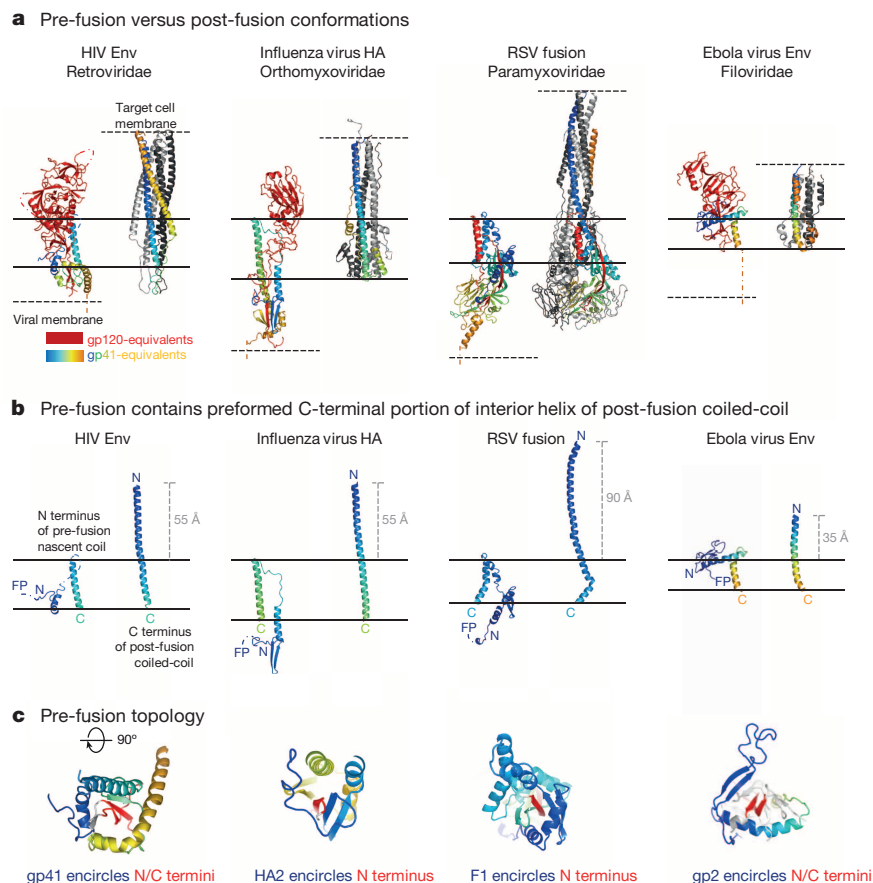 a Pre-fusion versus post-fusion conformations
HIV Env
Retroviridae
Influenza virus HA
Orthomyxoviridae
RSV fusion
Paramyxoviridae
Ebola virus Env
Filoviridae
Target cell
membrane
Viral membrane
gp120-equivalents
gp41-equivalents
b Pre-fusion contains preformed C-terminal portion of interior helix of post-fusion coiled-coil
HIV Env
Influenza virus HA
RSV fusion
Ebola virus Env
N
55 Å
N terminus
of pre-fusion
nascent coil
FP
N
C
C
C terminus
of post-fusion
coiled-coil
N
55 Å
C
C
FP
N
N
90 Å
C
C
FP
N
N
35 Å
N
FP
C
C
c Pre-fusion topology
90º
gp41 encircles N/C termini
HA2 encircles N terminus
F1 encircles N terminus
gp2 encircles N/C termini